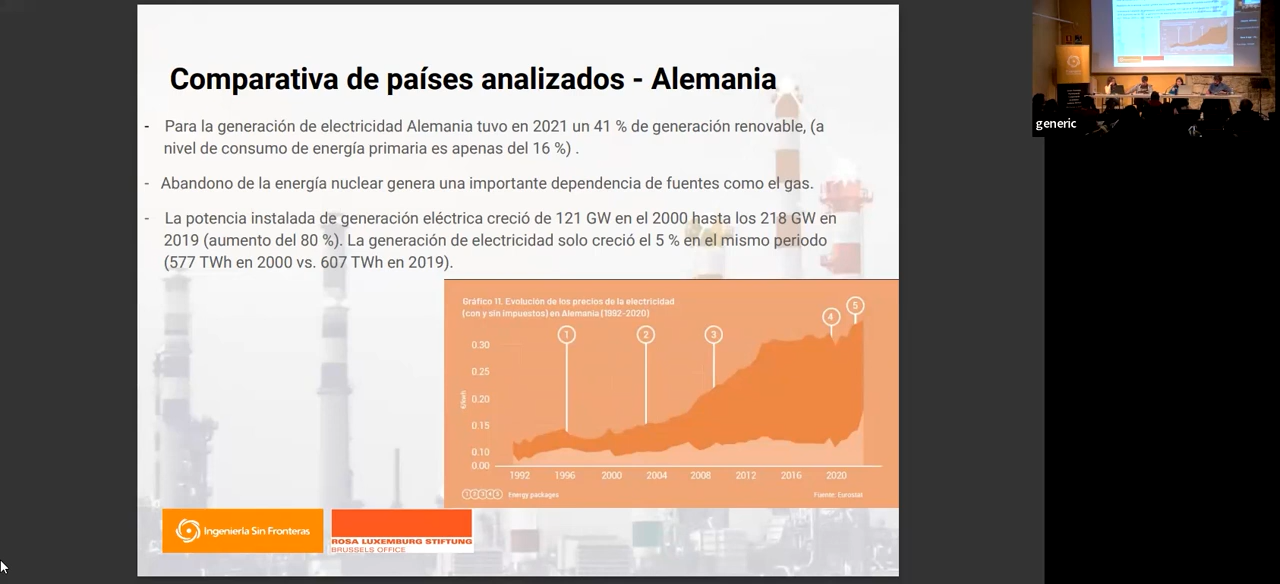 Comparativa de países analizados - Alemania
- Para la generación de electricidad Alemania tuvo en 2021 un 41 % de generación renovable, (a
nivel de consumo de energía primaria es apenas del 16 %) .
- Abandono de la energía nuclear genera una importante dependencia de fuentes como el gas.
- La potencia instalada de generación eléctrica creció de 121 GW en el 2000 hasta los 218 GW en
2019 (aumento del 80 %). La generación de electricidad solo creció el 5 % en el mismo periodo
(577 TWh en 2000 vs. 607 TWh en 2019).
Gráfico 11. Evolución de los precios de la electricidad
(con y sin impuestos) en Alemania (1992-2020)
1 2 3 4 5
0.30
0.25
0.20
0.15
0.10
0.00
€/kwh
1992 1996 2000 2004 2008 2012 2016 2020
1 2 3 4 5 Energy packages
Fuente: Eurostat
Ingeniería Sin Fronteras
ROSA LUXEMBURG STIFTUNG
BRUSSELS OFFICE
generic